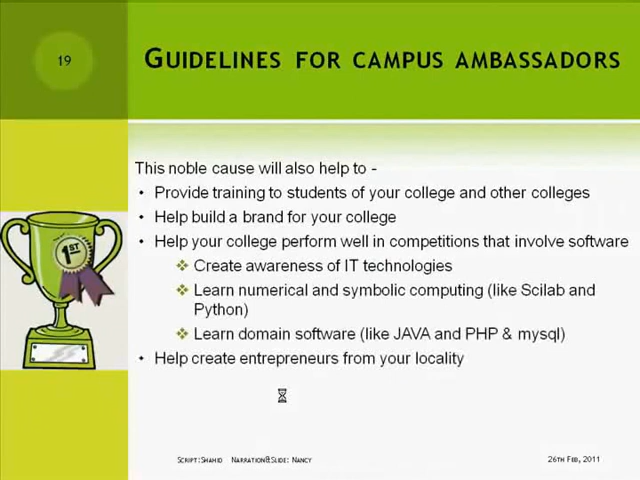 19
GUIDELINES FOR CAMPUS AMBASSADORS
This noble cause will also help to -
• Provide training to students of your college and other colleges
• Help build a brand for your college
• Help your college perform well in competitions that involve software
❖ Create awareness of IT technologies
❖ Learn numerical and symbolic computing (like Scilab and
Python)
❖ Learn domain software (like JAVA and PHP & mysql)
• Help create entrepreneurs from your locality
1ST
SCRIPT:SHAHID NARRATION&SLIDE: NANCY
26TH FEB, 2011